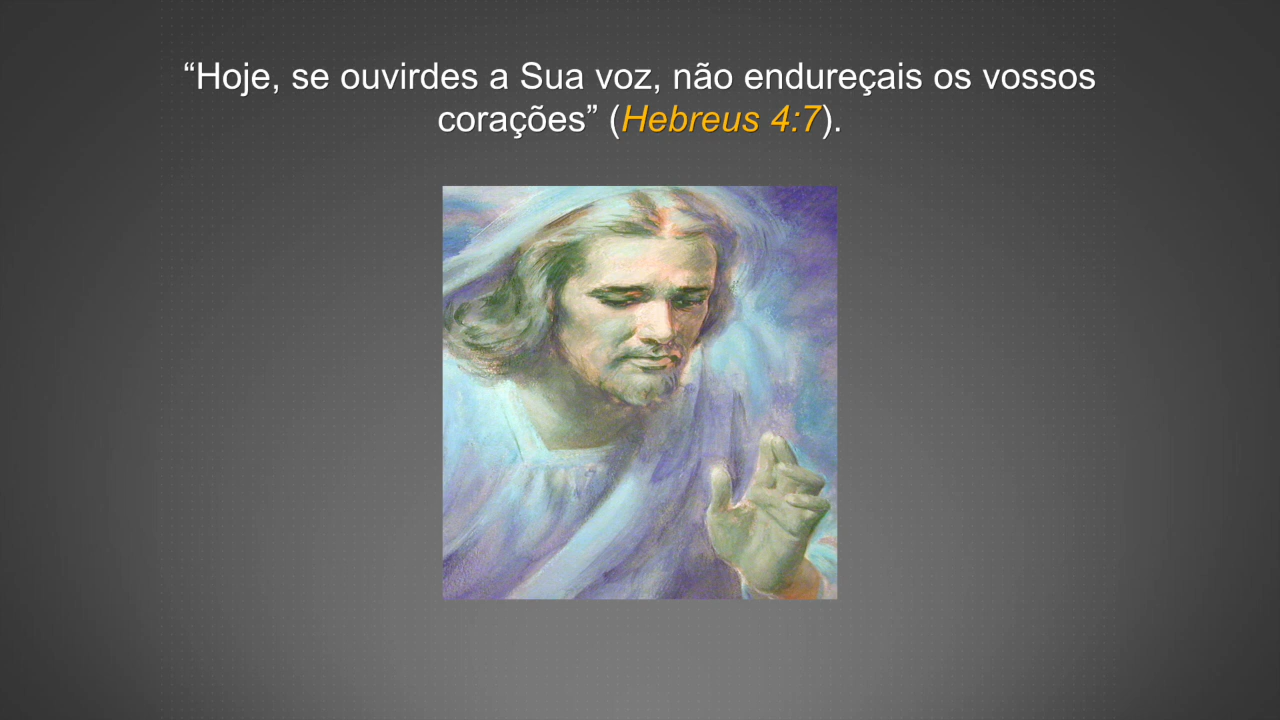 “Hoje, se ouvirdes a Sua voz, não endureçais os vossos
corações” (Hebreus 4:7).